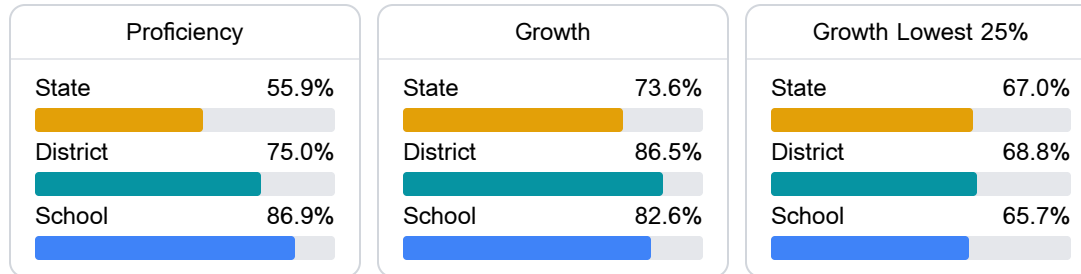 Proficiency
State 55.9%
District 75.0%
School 86.9%
Growth
State 73.6%
District 86.5%
School 82.6%
Growth Lowest 25%
State 67.0%
District 68.8%
School 65.7%